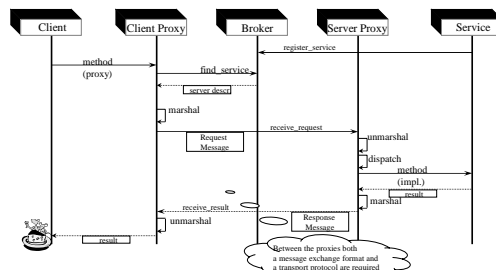 Client
Client Proxy
Broker
Server Proxy
Service
register_service
method
(proxy)
find_service
server descr.
marshal
receive_request
Request
Message
unmarshal
dispatch
method
(impl.)
result
marshal
receive_result
Response
Message
unmarshal
result
Between the proxies both
a message exchange format and
a transport protocol are required